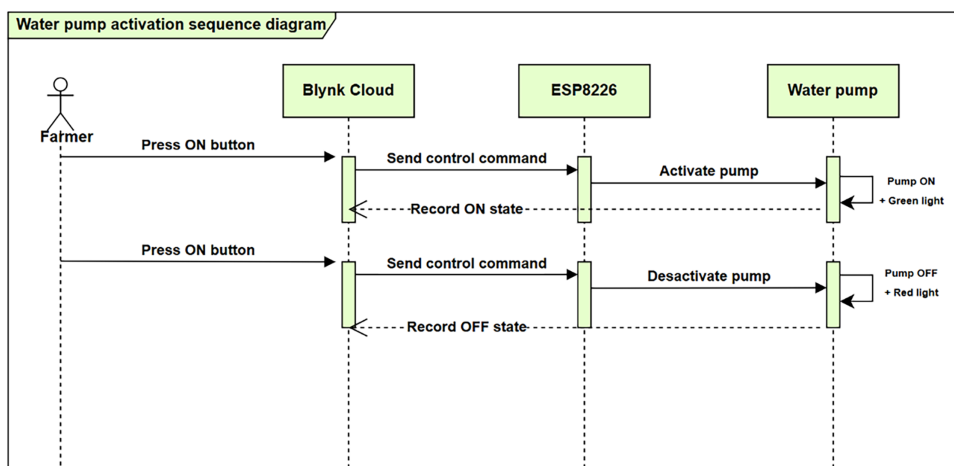 Water pump activation sequence diagram
Blynk Cloud
ESP8226
Water pump
Farmer
Press ON button
Send control command
Activate pump
Pump ON
+ Green light
Record ON state
Press ON button
Send control command
Desactivate pump
Pump OFF
+ Red light
Record OFF state